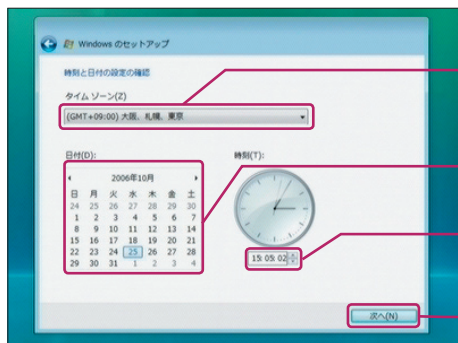 Windows のセットアップ
時刻と日付の設定の確認
タイム ゾーン(Z)
(GMT+09:00) 大阪、札幌、東京
日付(D):
時刻(T):
2006年10月
日 月 火 水 木 金 土
24 25 26 27 28 29 30
1 2 3 4 5 6 7
8 9 10 11 12 13 14
15 16 17 18 19 20 21
22 23 24 25 26 27 28
29 30 31 1 2 3 4
15:05:02
次へ(N)